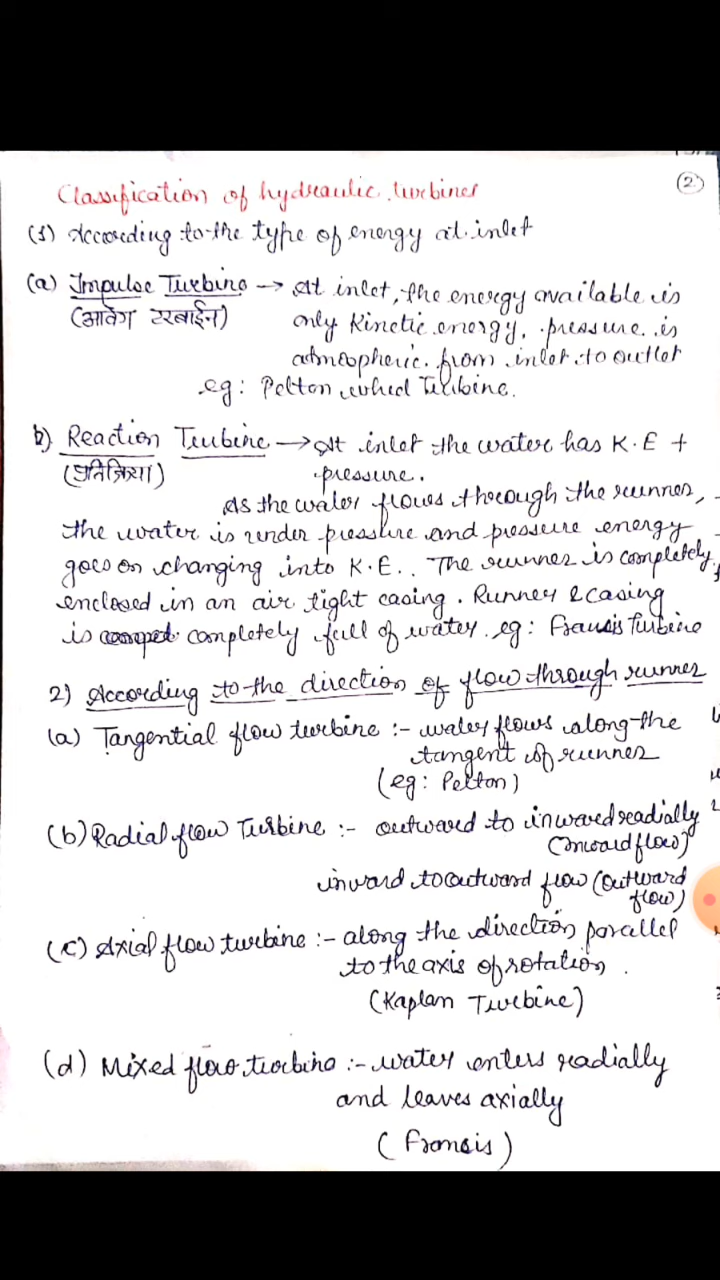 ②
Classification of hydraulic turbines
(1) According to the type of energy at inlet
(a) Impulse Turbine → At inlet, the energy available is
(आवेग टरबाईन) only Kinetic energy, pressure is
atmospheric from inlet to outlet
eg: Pelton wheel Turbine.
b) Reaction Turbine → At inlet the water has K.E +
(प्रतिक्रिया) pressure.
As the water flows through the runner,
the water is under pressure and pressure energy
goes on changing into K.E.. The runner is completely
enclosed in an air tight casing. Runner & casing
is completely full of water. eg: Francis Turbine
2) According to the direction of flow through runner
(a) Tangential flow turbine :- water flows along the
tangent of runner
(eg: Pelton)
(b) Radial flow Turbine :- outward to inward readially
(Inward flow)
inward to outward flow (outward
flow)
(c) Axial flow turbine :- along the direction parallel
to the axis of rotation.
(Kaplan Turbine)
(d) Mixed flow turbine :- water enters readially
and leaves axially
(Francis)